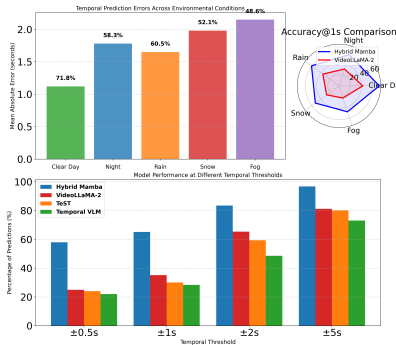 Temporal Prediction Errors Across Environmental Conditions
Mean Absolute Error (seconds)
2.0
1.5
1.0
0.5
0.0
71.8%
58.3%
60.5%
52.1%
48.6%
Clear Day
Night
Rain
Snow
Fog
Accuracy@1s Comparison
Night
Rain
Clear D
Snow
Fog
20
40
60
Hybrid Mamba
VideoLLaMA-2
Model Performance at Different Temporal Thresholds
Percentage of Predictions (%)
100
80
60
40
20
0
Hybrid Mamba
VideoLLaMA-2
TeST
Temporal VLM
±0.5s
±1s
±2s
±5s
Temporal Threshold